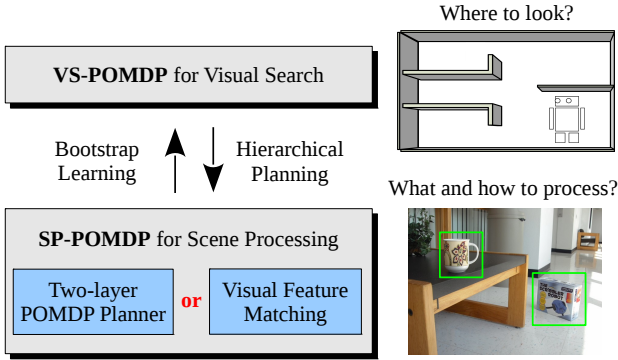 Where to look?
VS-POMDP for Visual Search
Bootstrap
Learning
Hierarchical
Planning
What and how to process?
SP-POMDP for Scene Processing
Two-layer
POMDP Planner
or
Visual Feature
Matching